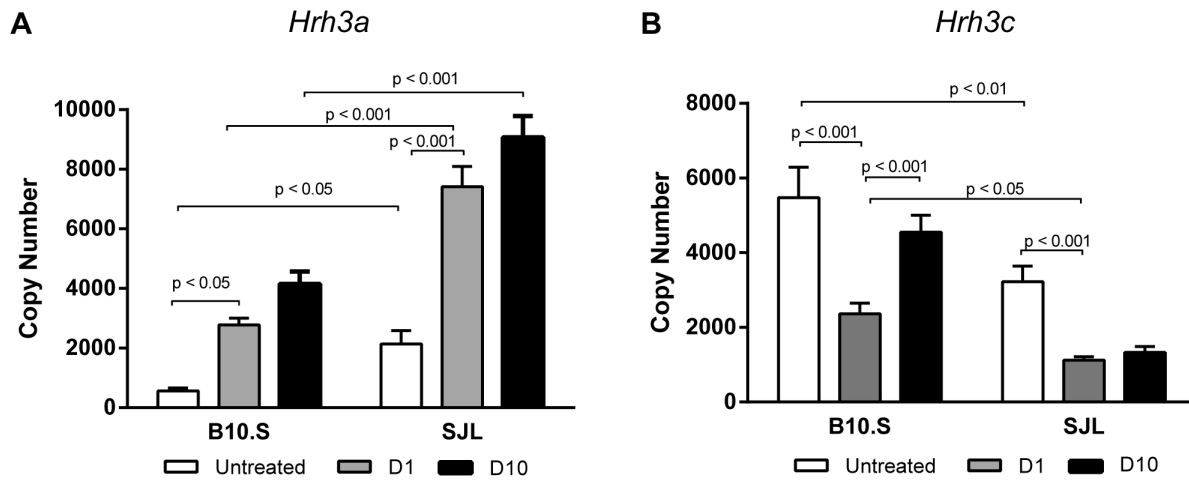 A
Hrh3a
p < 0.001
p < 0.001
p < 0.001
p < 0.05
p < 0.05
10000
8000
6000
4000
2000
0
Copy Number
B10.S
SJL
Untreated
D1
D10
B
Hrh3c
p < 0.01
p < 0.001
p < 0.001
p < 0.05
p < 0.001
8000
6000
4000
2000
0
Copy Number
B10.S
SJL
Untreated
D1
D10